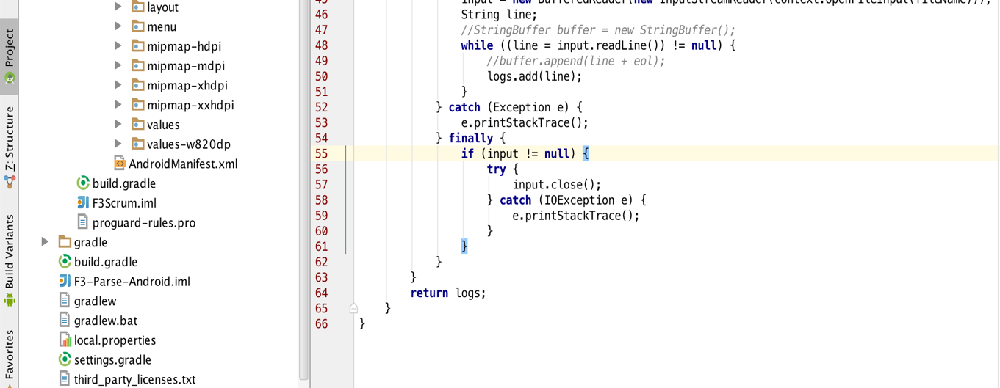 Project
Z: Structure
Build Variants
Favorites
layout
menu
mipmap-hdpi
mipmap-mdpi
mipmap-xhdpi
mipmap-xxhdpi
values
values-w820dp
AndroidManifest.xml
build.gradle
F3Scrum.iml
proguard-rules.pro
gradle
build.gradle
F3-Parse-Android.iml
gradlew
gradlew.bat
local.properties
settings.gradle
third_party_licenses.txt
45 input = new BufferedReader(new InputStreamReader(context.openFileInput(fileName)));
46 String line;
47 //StringBuffer buffer = new StringBuffer();
48 while ((line = input.readLine()) != null) {
49 //buffer.append(line + eol);
50 logs.add(line);
51 }
52 } catch (Exception e) {
53 e.printStackTrace();
54 } finally {
55 if (input != null) {
56 try {
57 input.close();
58 } catch (IOException e) {
59 e.printStackTrace();
60 }
61 }
62 }
63 }
64 return logs;
65 }
66 }